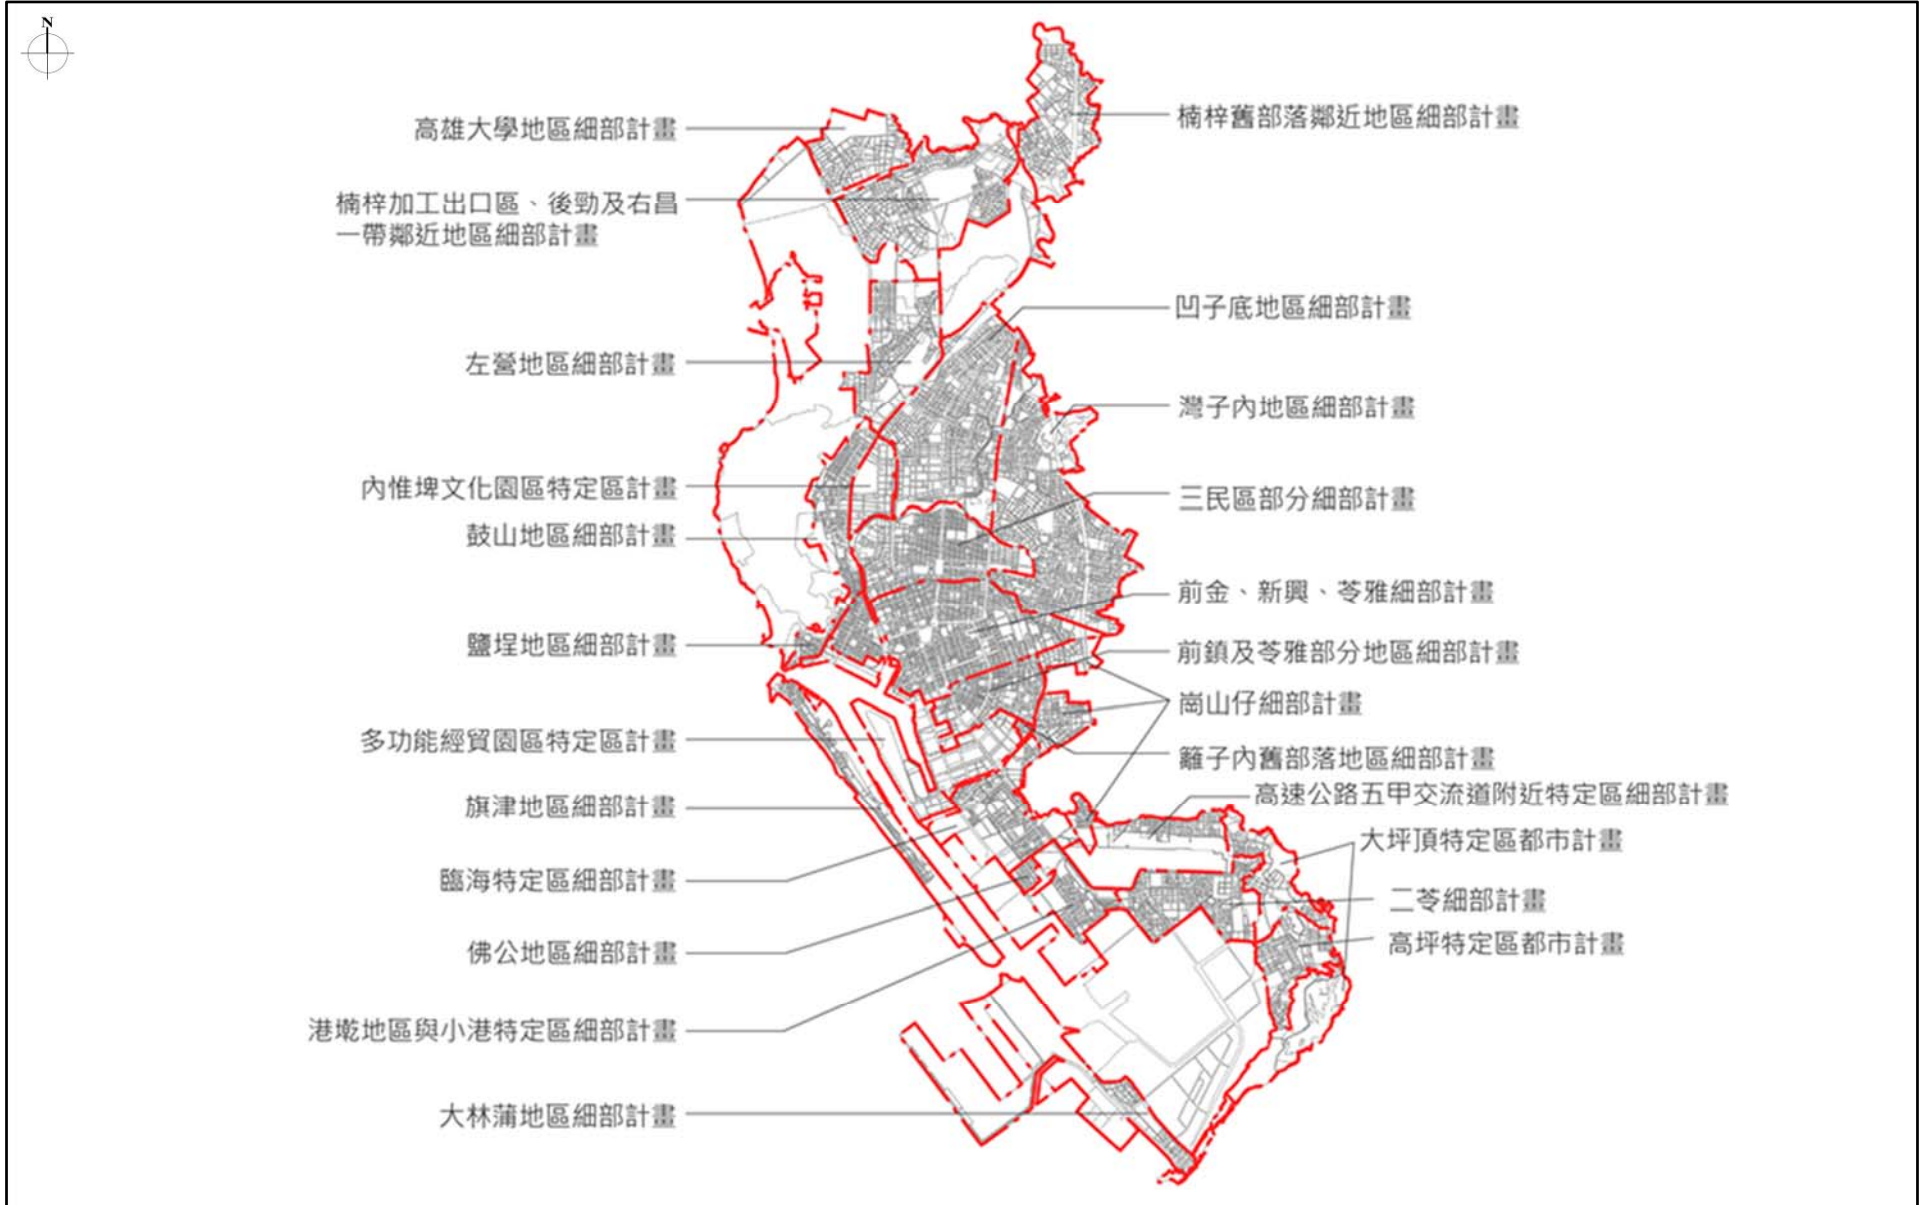 N
高雄大學地區細部計畫
楠梓加工出口區、後勁及右昌
一帶鄰近地區細部計畫
左營地區細部計畫
內惟埤文化園區特定區計畫
鼓山地區細部計畫
鹽埕地區細部計畫
多功能經貿園區特定區計畫
旗津地區細部計畫
臨海特定區細部計畫
佛公地區細部計畫
港墘地區與小港特定區細部計畫
大林蒲地區細部計畫
楠梓舊部落鄰近地區細部計畫
凹子底地區細部計畫
灣子內地區細部計畫
三民區部分細部計畫
前金、新興、苓雅細部計畫
前鎮及苓雅部分地區細部計畫
崗山仔細部計畫
籬子內舊部落地區細部計畫
高速公路五甲交流道附近特定區細部計畫
大坪頂特定區都市計畫
二苓細部計畫
高坪特定區都市計畫